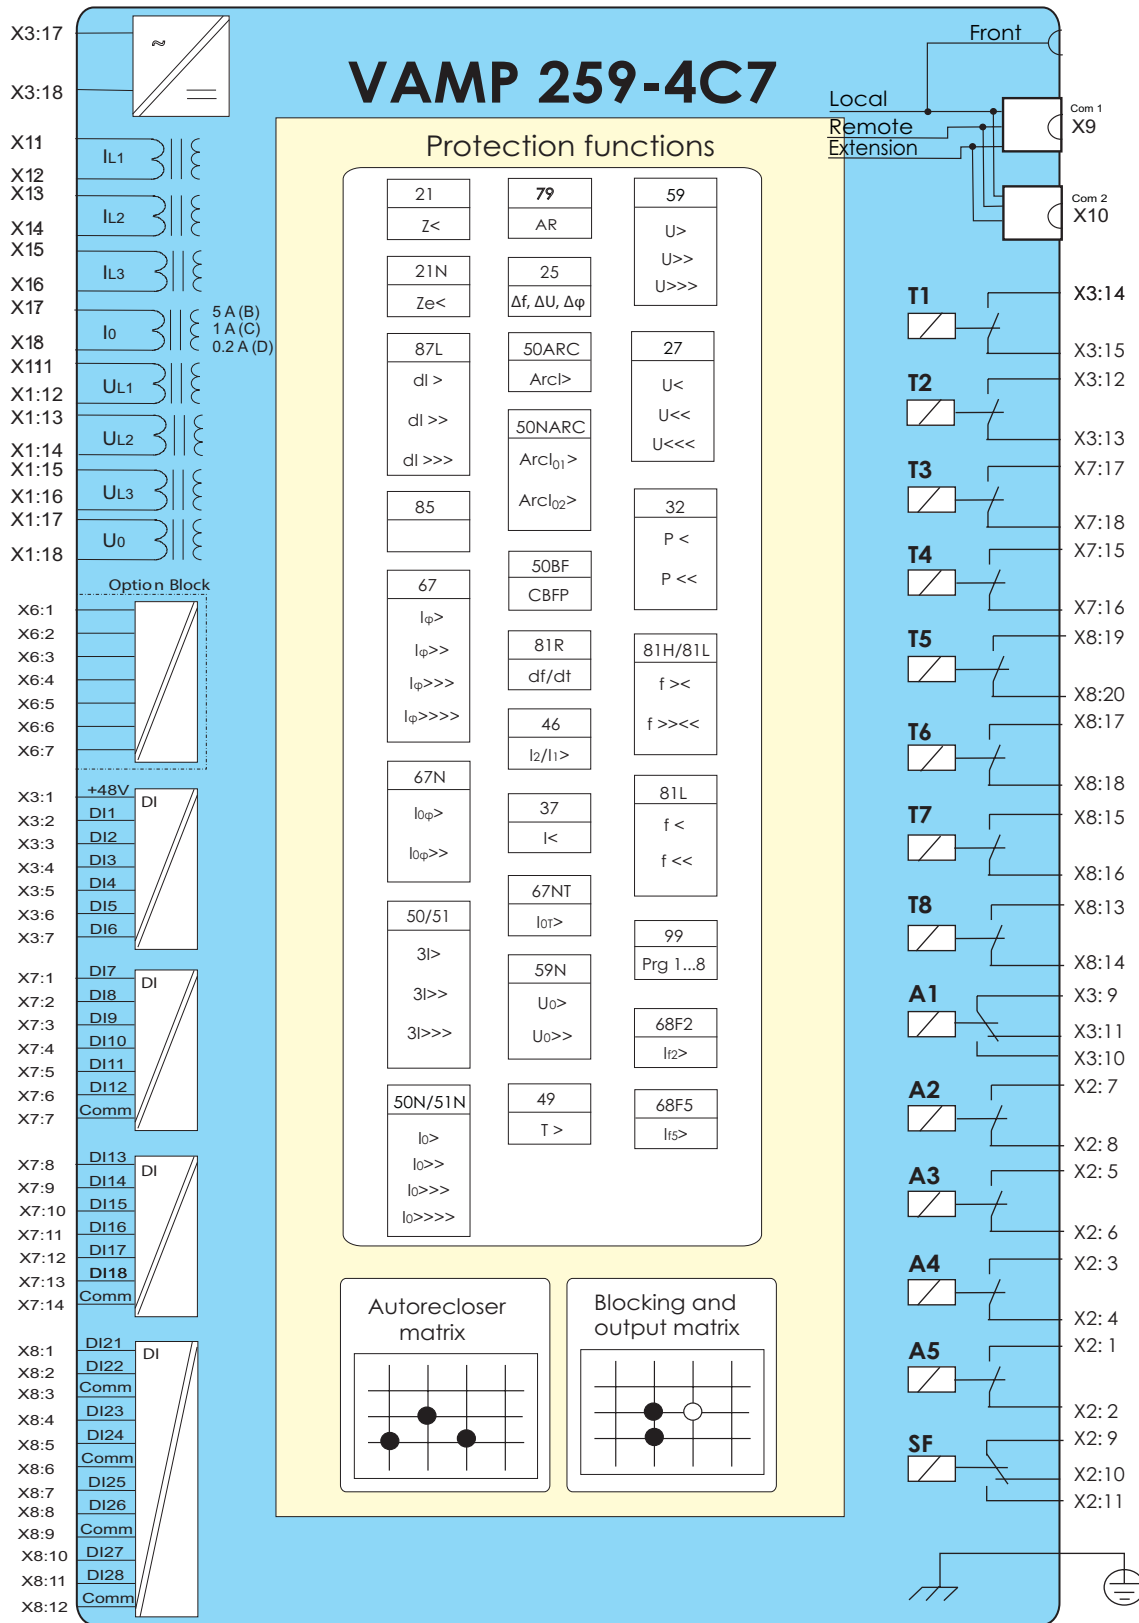 VAMP 259-4C7
X3:17
X3:18
~
X11
IL1
X12
X13
IL2
X14
X15
IL3
X16
X17
I0
X18
5 A (B)
1 A (C)
0.2 A (D)
X111
UL1
X1:12
X1:13
UL2
X1:14
X1:15
UL3
X1:16
X1:17
U0
X1:18
Option Block
X6:1
X6:2
X6:3
X6:4
X6:5
X6:6
X6:7
DI
X3:1 +48V
X3:2 DI1
X3:3 DI2
X3:4 DI3
X3:5 DI4
X3:6 DI5
X3:7 DI6
DI
X7:1 DI7
X7:2 DI8
X7:3 DI9
X7:4 DI10
X7:5 DI11
X7:6 DI12
X7:7 Comm
DI
X7:8 DI13
X7:9 DI14
X7:10 DI15
X7:11 DI16
X7:12 DI17
X7:13 DI18
X7:14 Comm
DI
X8:1 DI21
X8:2 DI22
X8:3 Comm
X8:4 DI23
X8:5 DI24
X8:6 Comm
X8:7 DI25
X8:8 DI26
X8:9 Comm
X8:10 DI27
X8:11 DI28
X8:12 Comm
Protection functions
21
Z<
21N
Ze<
87L
dI >
dI >>
dI >>>
85
67
Iφ>
Iφ>>
Iφ>>>
Iφ>>>>
67N
I0φ>
I0φ>>
50/51
3I>
3I>>
3I>>>
50N/51N
I0>
I0>>
I0>>>
I0>>>>
79
AR
25
Δf, ΔU, Δφ
50ARC
ArcI>
50NARC
ArcI01>
ArcI02>
50BF
CBFP
81R
df/dt
46
I2/I1>
37
I<
67NT
I0T>
59N
U0>
U0>>
49
T >
59
U>
U>>
U>>>
27
U<
U<<
U<<<
32
P <
P <<
81H/81L
f ><
f >><<
81L
f <
f <<
99
Prg 1...8
68F2
If2>
68F5
If5>
Autorecloser
matrix
Blocking and
output matrix
Front
Local
Remote
Extension
Com 1
X9
Com 2
X10
T1
X3:14
X3:15
T2
X3:12
X3:13
T3
X7:17
X7:18
T4
X7:15
X7:16
T5
X8:19
X8:20
T6
X8:17
X8:18
T7
X8:15
X8:16
T8
X8:13
X8:14
A1
X3: 9
X3:11
X3:10
A2
X2: 7
X2: 8
A3
X2: 5
X2: 6
A4
X2: 3
X2: 4
A5
X2: 1
X2: 2
SF
X2: 9
X2:10
X2:11